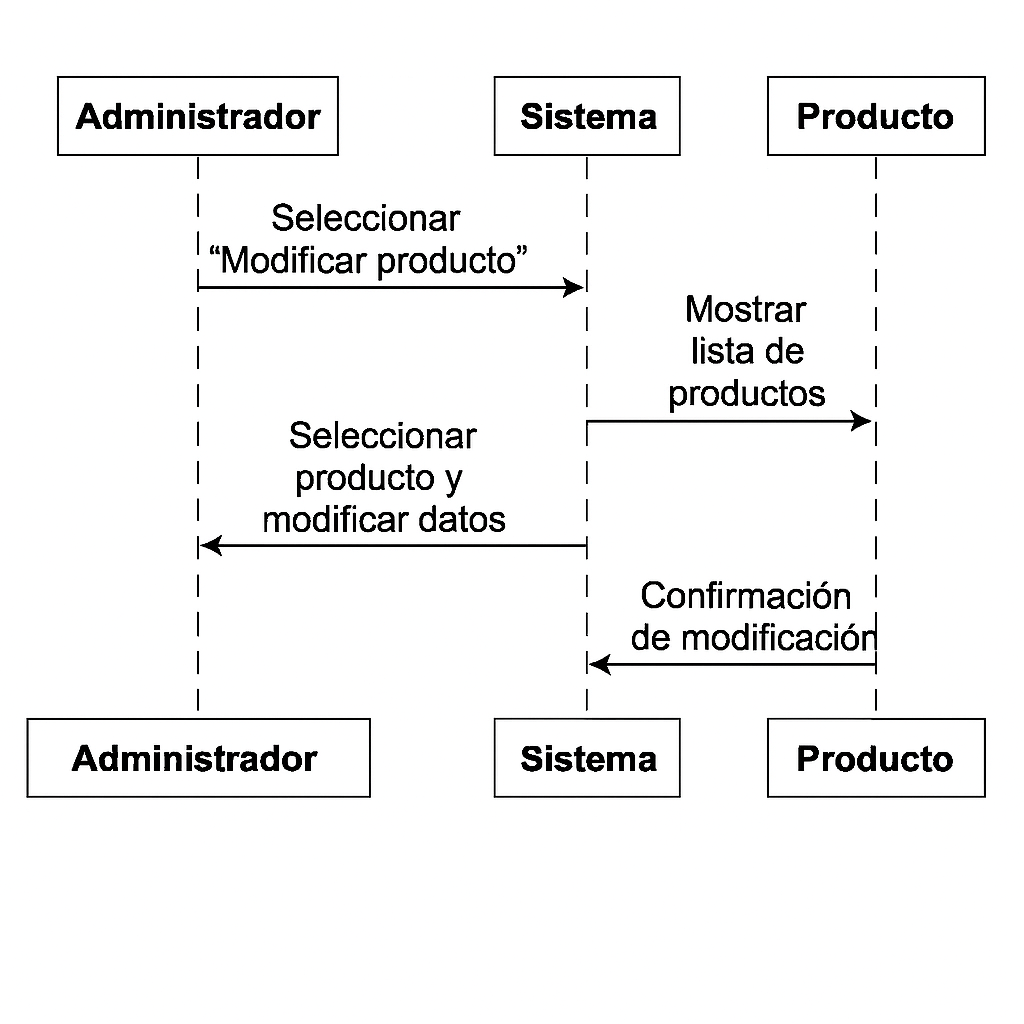 Administrador
Sistema
Producto
Seleccionar
“Modificar producto”
Mostrar
lista de
productos
Seleccionar
producto y
modificar datos
Confirmación
de modificación
Administrador
Sistema
Producto